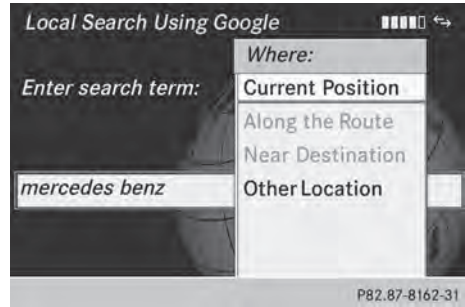 Local Search Using Google
Where:
Enter search term:
Current Position
Along the Route
Near Destination
mercedes benz
Other Location
P82.87-8162-31